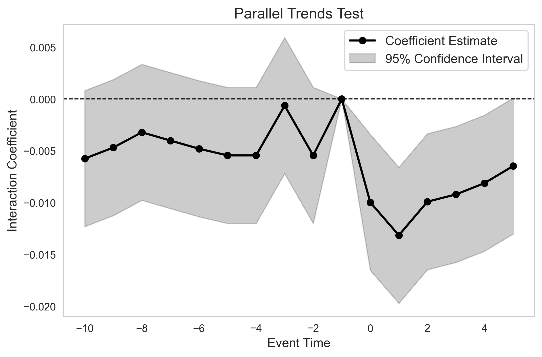 Parallel Trends Test
Coefficient Estimate
95% Confidence Interval
Interaction Coefficient
0.005
0.000
−0.005
−0.010
−0.015
−0.020
−10 −8 −6 −4 −2 0 2 4
Event Time